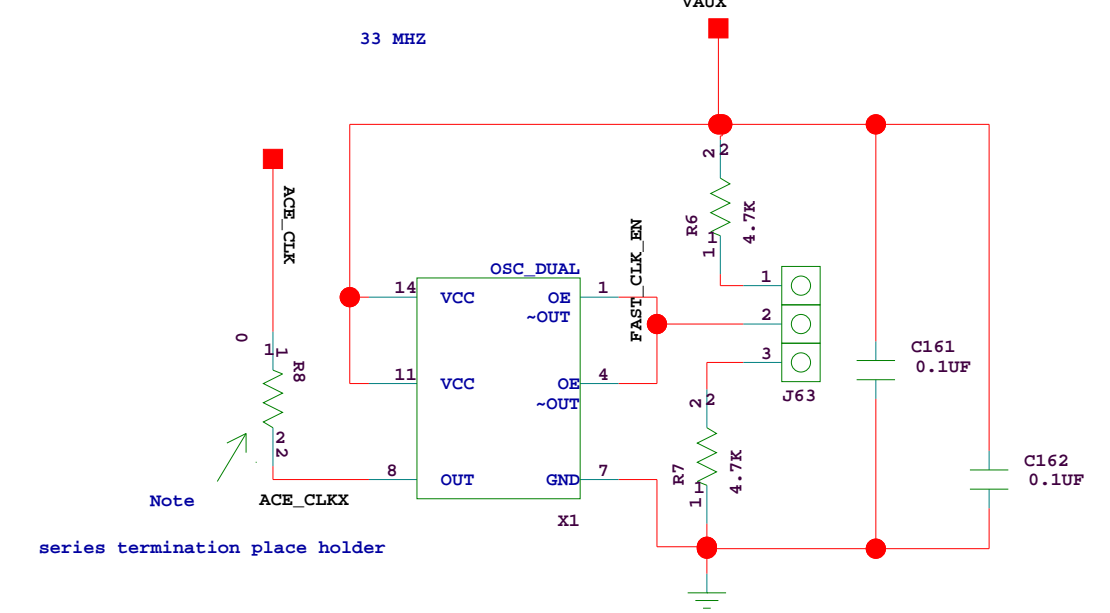 VAUX
33 MHZ
2
2
R6
4.7K
1
1
ACE_CLK
FAST_CLK_EN
OSC_DUAL
14
VCC
OE
1
~OUT
1
2
3
J63
0
1
1
R8
2
2
11
VCC
OE
4
~OUT
C161
0.1UF
2
2
R7
4.7K
1
1
8
OUT
GND
7
C162
0.1UF
Note
ACE_CLKX
X1
series termination place holder